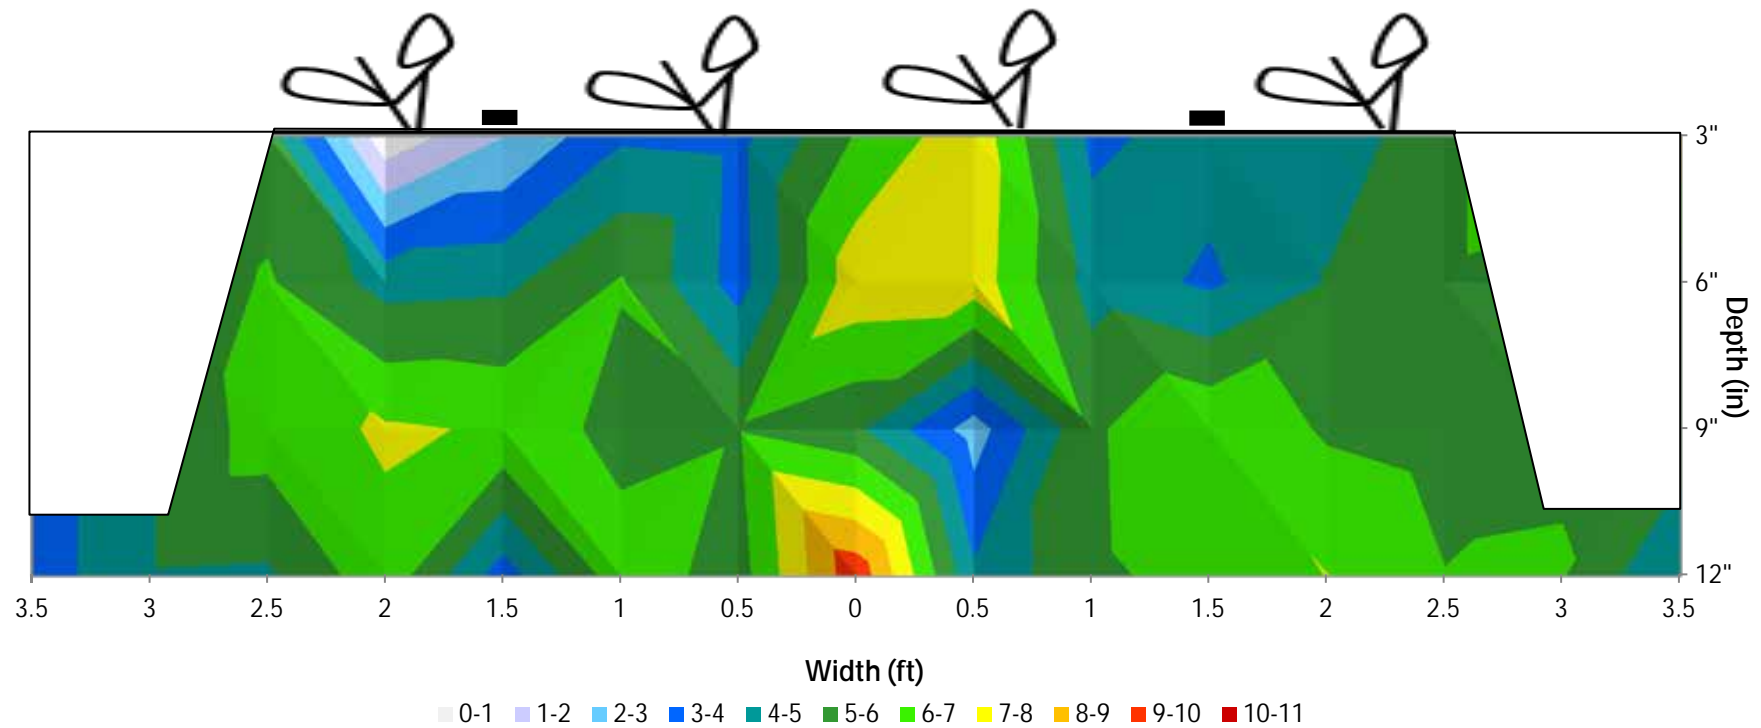 3"
6"
9"
12"
Depth (in)
3.5 3 2.5 2 1.5 1 0.5 0 0.5 1 1.5 2 2.5 3 3.5
Width (ft)
0-1 1-2 2-3 3-4 4-5 5-6 6-7 7-8 8-9 9-10 10-11